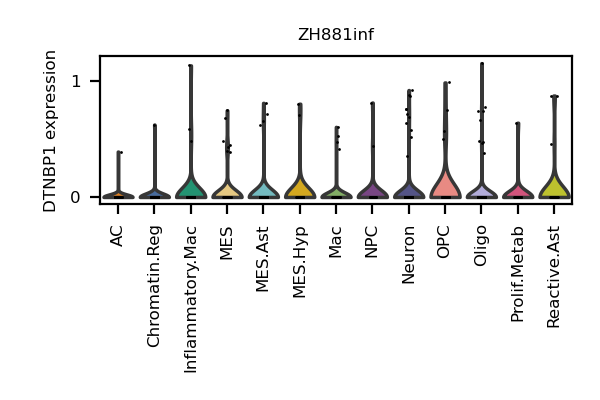 ZH881inf
DTNBP1 expression
1
0
AC
Chromatin.Reg
Inflammatory.Mac
MES
MES.Ast
MES.Hyp
Mac
NPC
Neuron
OPC
Oligo
Prolif.Metab
Reactive.Ast